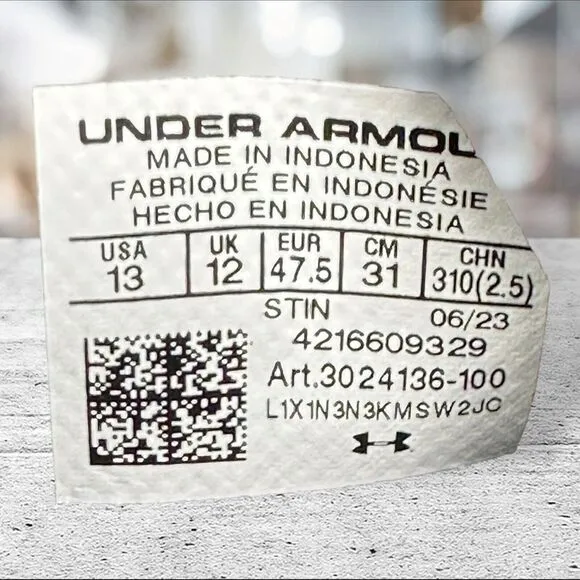 UNDER ARMOU
MADE IN INDONESIA
FABRIQUÉ EN INDONÉSIE
HECHO EN INDONESIA
USA UK EUR CM CHN
13 12 47.5 31 310(2.5)
STIN 06/23
4216609329
Art.3024136-100
L1X1N3N3KMSW2JC